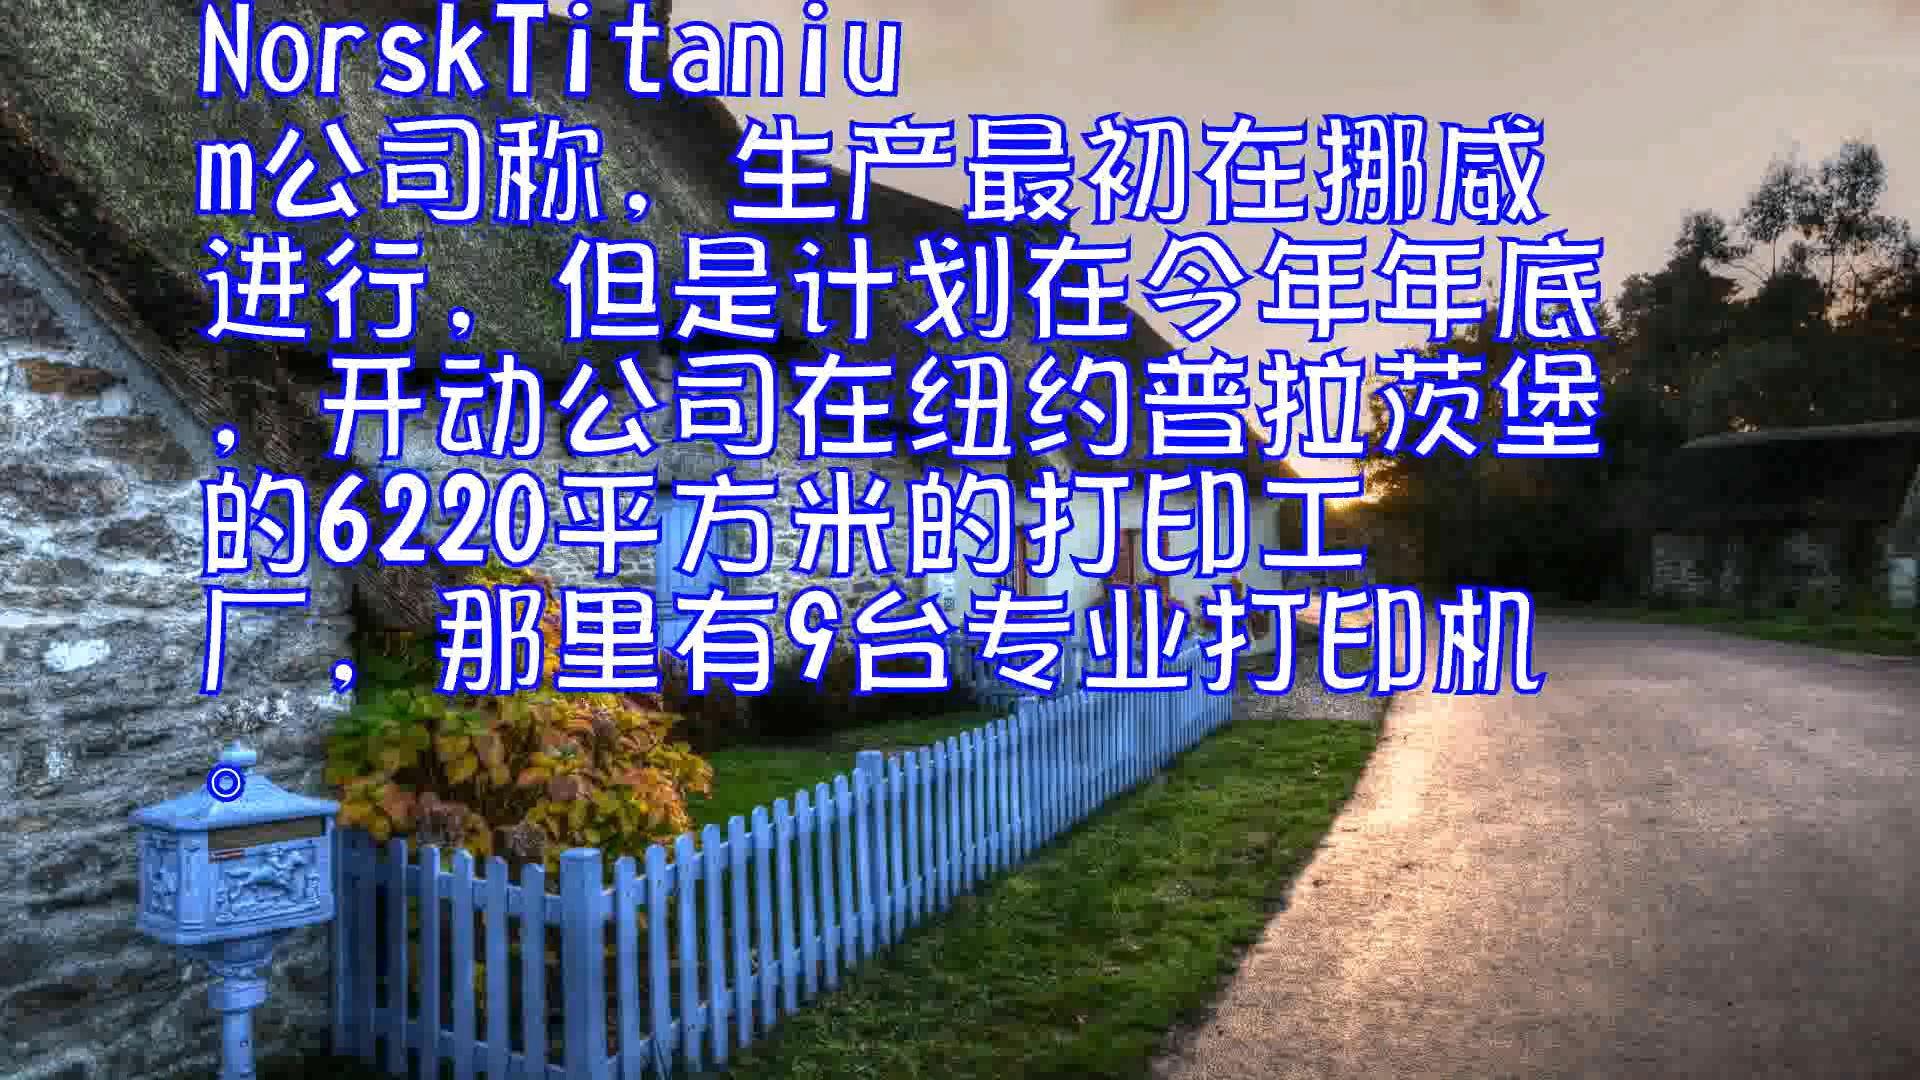 NorskTitaniu
m公司称，生产最初在挪威
进行，但是计划在今年年底
，开动公司在纽约普拉茨堡
的6220平方米的打印工
厂，那里有9台专业打印机
。